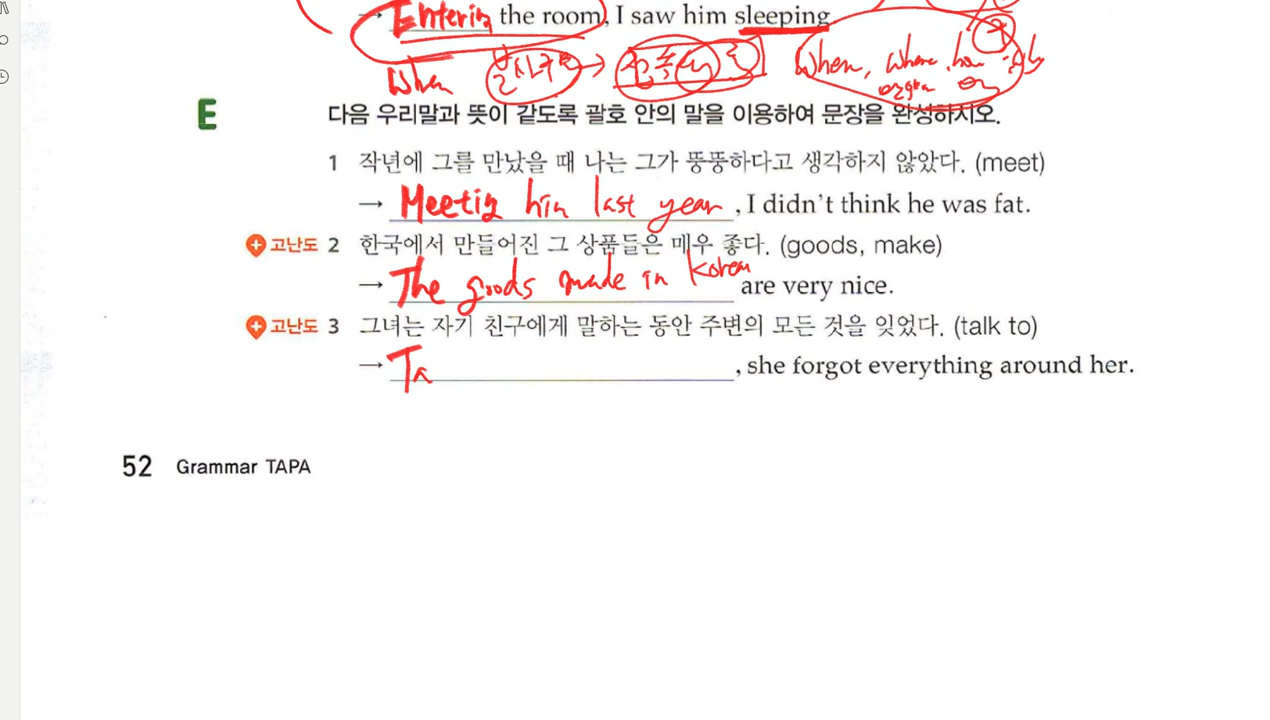 → Entering the room, I saw him sleeping
When → when, where, how
E 다음 우리말과 뜻이 같도록 괄호 안의 말을 이용하여 문장을 완성하시오.
1 작년에 그를 만났을 때 나는 그가 뚱뚱하다고 생각하지 않았다. (meet)
→ Meeting him last year, I didn't think he was fat.
고난도 2 한국에서 만들어진 그 상품들은 매우 좋다. (goods, make)
→ The goods made in Korea are very nice.
고난도 3 그녀는 자기 친구에게 말하는 동안 주변의 모든 것을 잊었다. (talk to)
→ Ta , she forgot everything around her.
52 Grammar TAPA